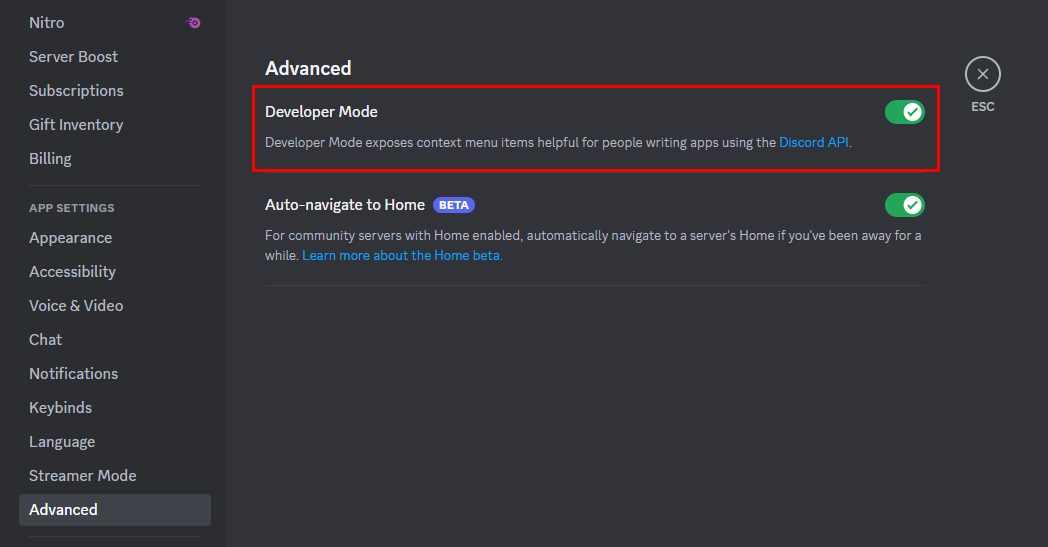 Nitro
Server Boost
Subscriptions
Gift Inventory
Billing
APP SETTINGS
Appearance
Accessibility
Voice & Video
Chat
Notifications
Keybinds
Language
Streamer Mode
Advanced
Advanced
Developer Mode
Developer Mode exposes context menu items helpful for people writing apps using the Discord API.
Auto-navigate to Home BETA
For community servers with Home enabled, automatically navigate to a server's Home if you've been away for a
while. Learn more about the Home beta.
ESC